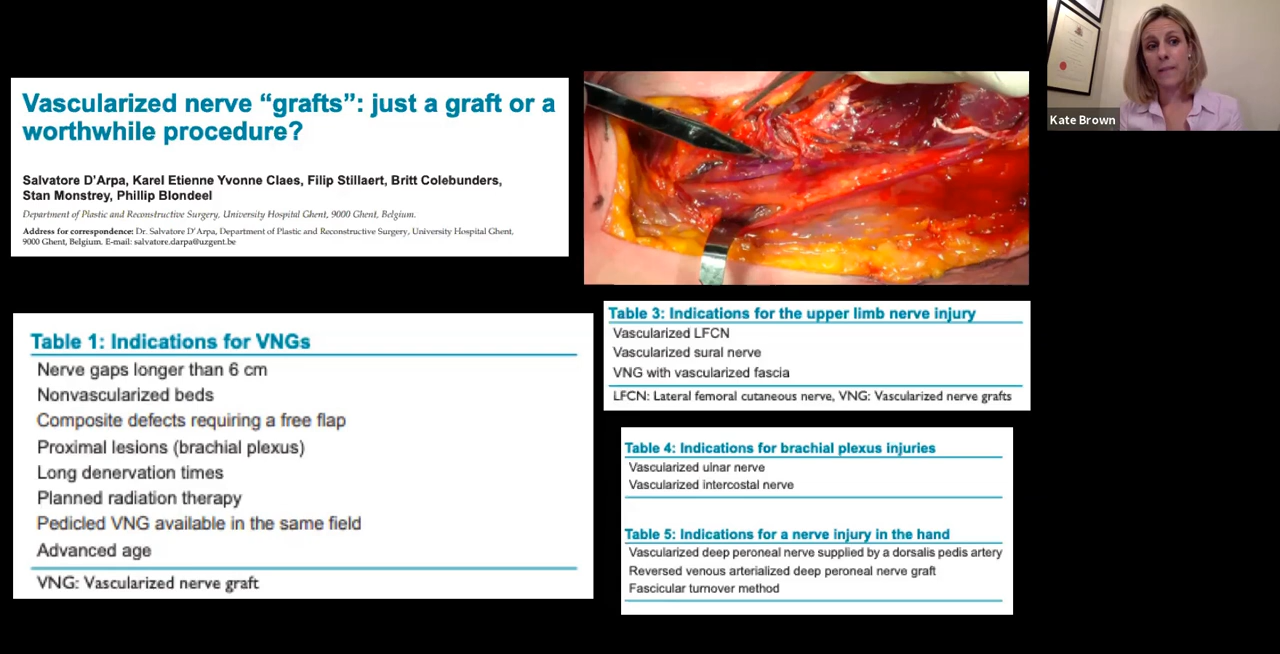 Vascularized nerve “grafts”: just a graft or a
worthwhile procedure?
Salvatore D'Arpa, Karel Etienne Yvonne Claes, Filip Stillaert, Britt Colebunders,
Stan Monstrey, Phillip Blondeel
Department of Plastic and Reconstructive Surgery, University Hospital Ghent, 9000 Ghent, Belgium.
Address for correspondence: Dr. Salvatore D'Arpa, Department of Plastic and Reconstructive Surgery, University Hospital Ghent,
9000 Ghent, Belgium. E-mail: salvatore.darpa@uzgent.be
Kate Brown
Table 1: Indications for VNGs
Nerve gaps longer than 6 cm
Nonvascularized beds
Composite defects requiring a free flap
Proximal lesions (brachial plexus)
Long denervation times
Planned radiation therapy
Pedicled VNG available in the same field
Advanced age
VNG: Vascularized nerve graft
Table 3: Indications for the upper limb nerve injury
Vascularized LFCN
Vascularized sural nerve
VNG with vascularized fascia
LFCN: Lateral femoral cutaneous nerve, VNG: Vascularized nerve grafts
Table 4: Indications for brachial plexus injuries
Vascularized ulnar nerve
Vascularized intercostal nerve
Table 5: Indications for a nerve injury in the hand
Vascularized deep peroneal nerve supplied by a dorsalis pedis artery
Reversed venous arterialized deep peroneal nerve graft
Fascicular turnover method